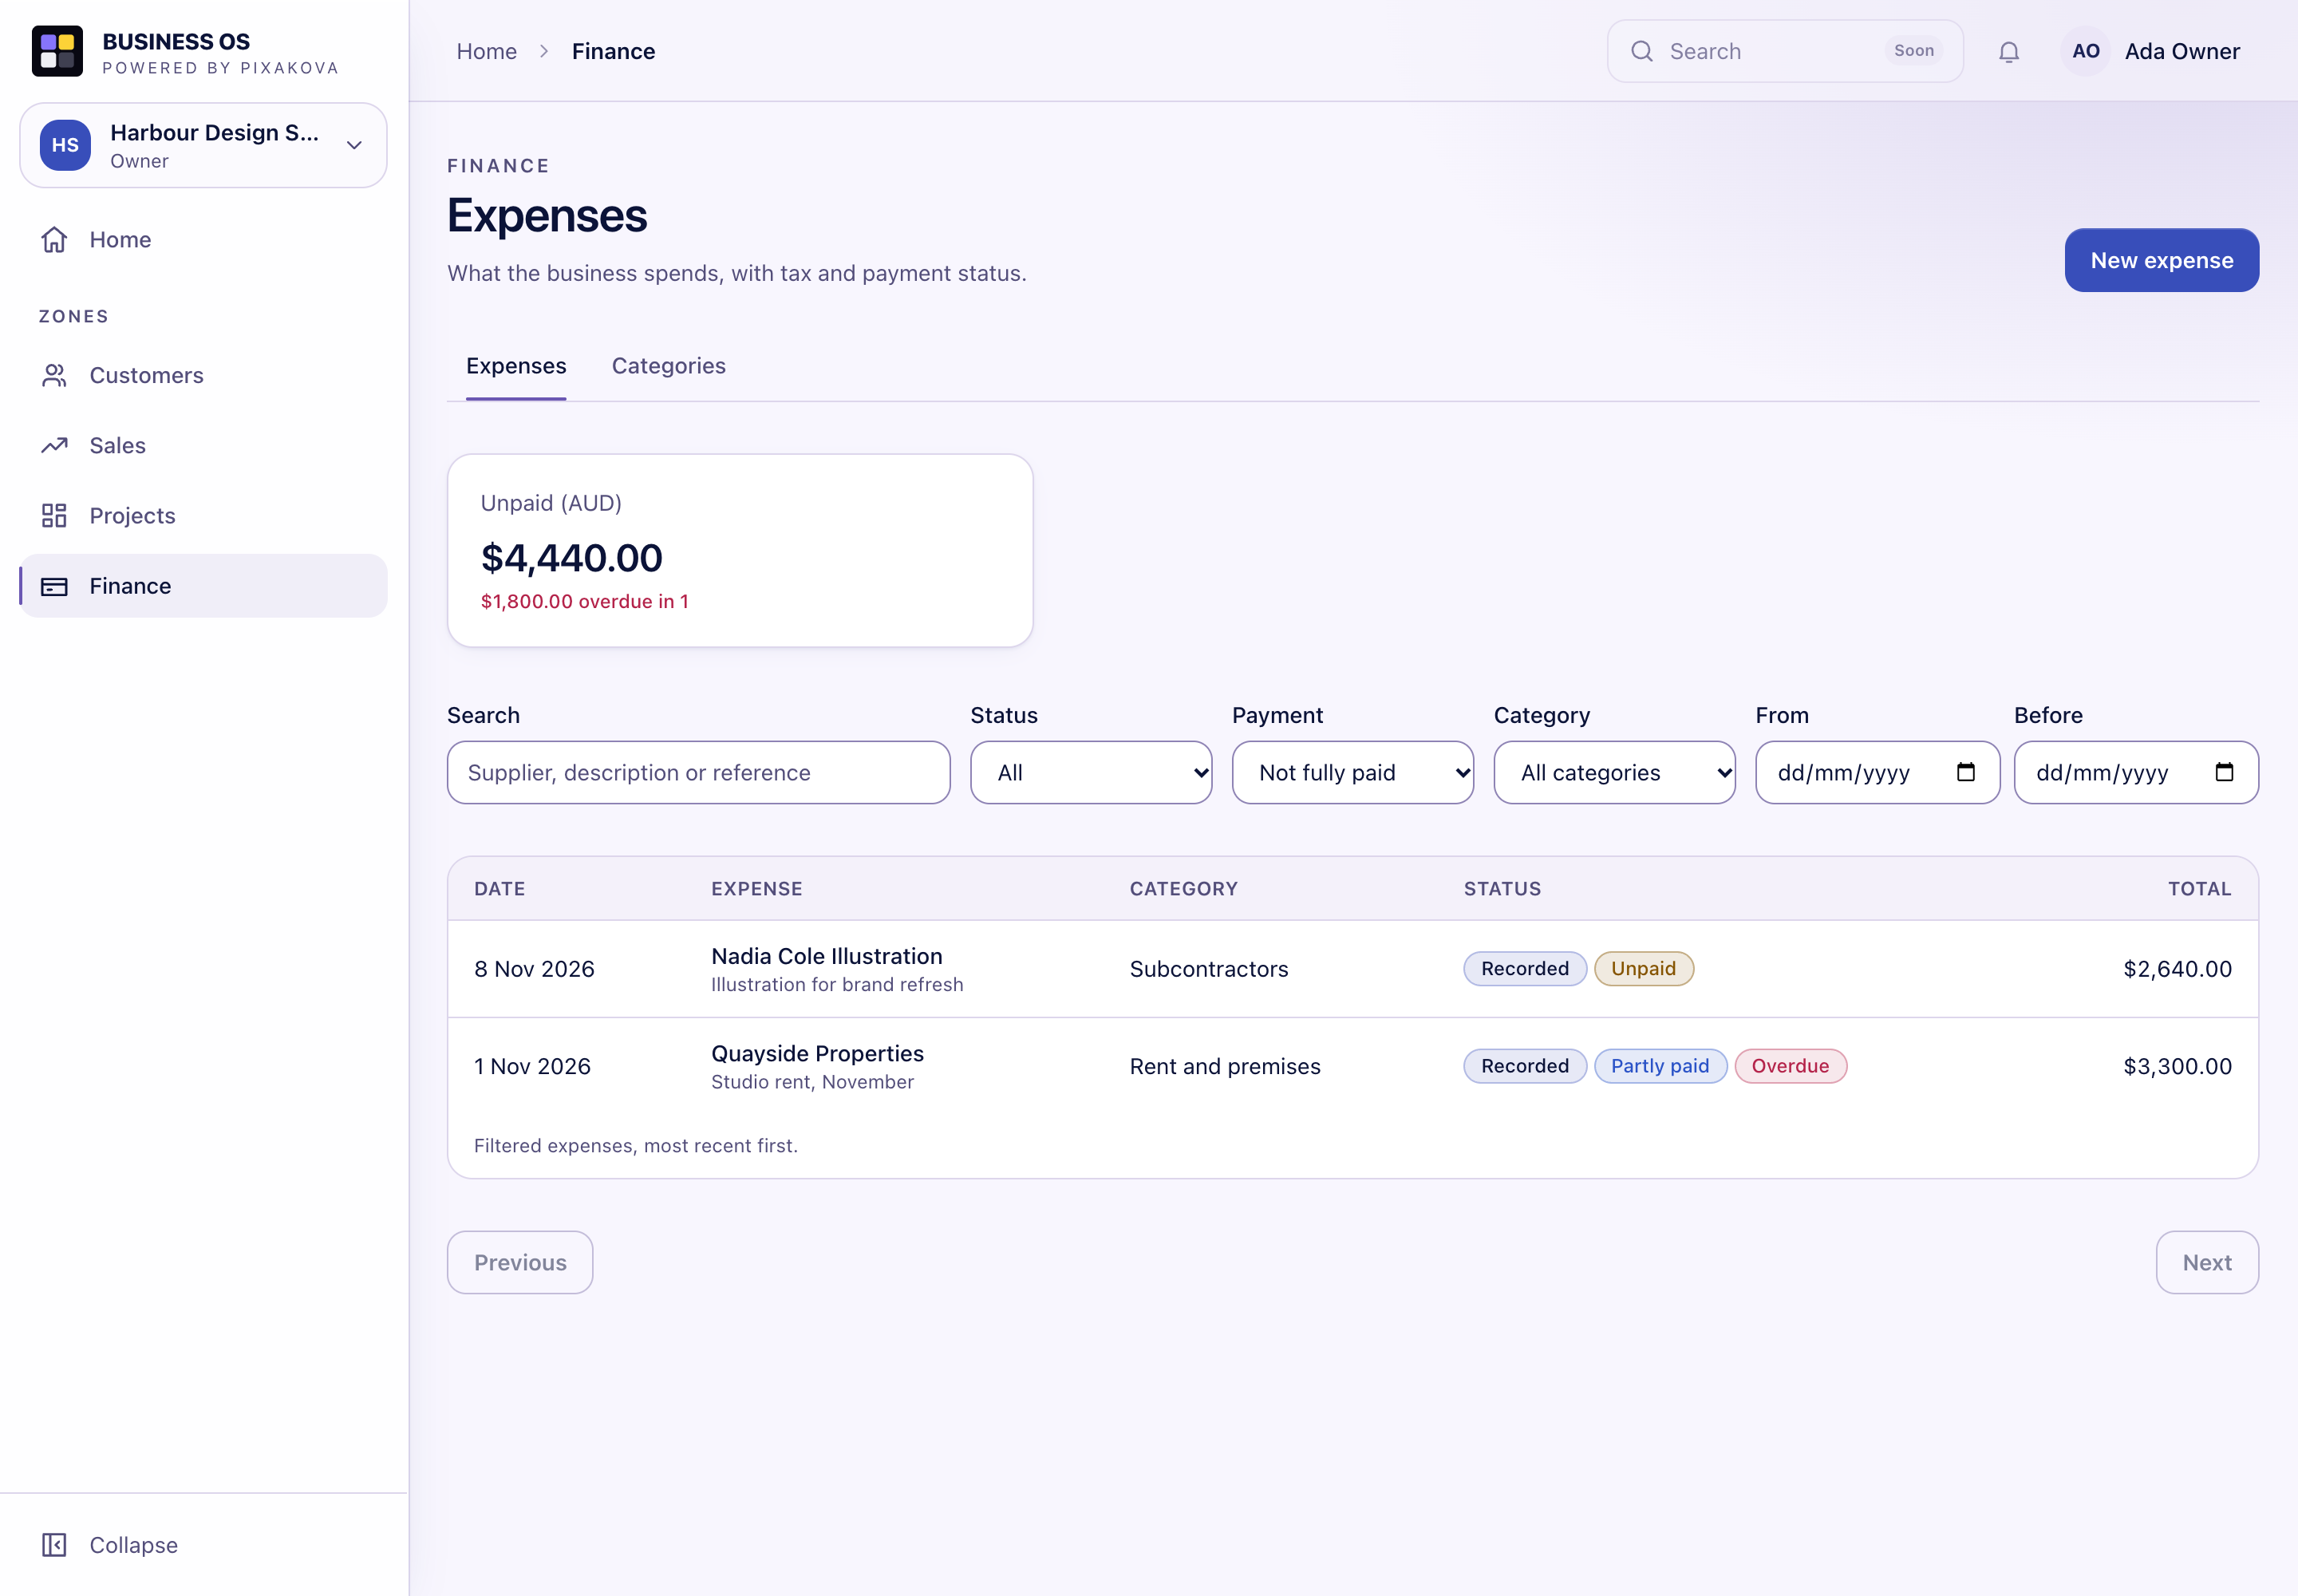 BUSINESS OS
POWERED BY PIXAKOVA
HS
Harbour Design S...
Owner
Home
ZONES
Customers
Sales
Projects
Finance
Collapse
Home > Finance
Search
Soon
AO
Ada Owner
FINANCE
Expenses
What the business spends, with tax and payment status.
New expense
Expenses Categories
Unpaid (AUD)
$4,440.00
$1,800.00 overdue in 1
Search Status Payment Category From Before
Supplier, description or reference All Not fully paid All categories dd/mm/yyyy dd/mm/yyyy
DATE EXPENSE CATEGORY STATUS TOTAL
8 Nov 2026 Nadia Cole Illustration Subcontractors Recorded Unpaid $2,640.00
Illustration for brand refresh
1 Nov 2026 Quayside Properties Rent and premises Recorded Partly paid Overdue $3,300.00
Studio rent, November
Filtered expenses, most recent first.
Previous Next